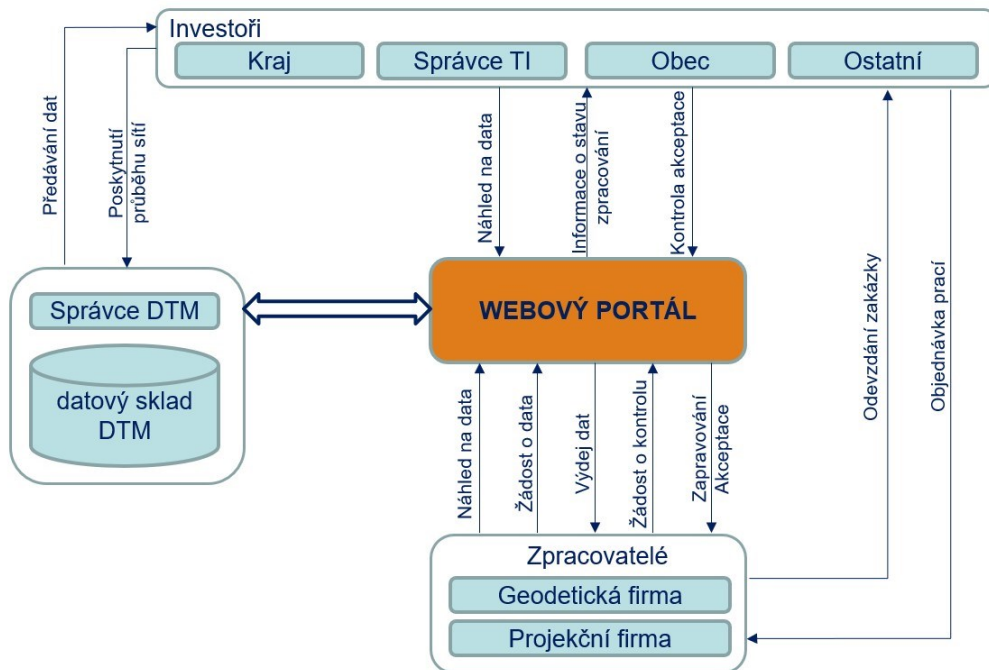 Investoři
Kraj
Správce TI
Obec
Ostatní
Předávání dat
Poskytnutí
průběhu sítí
Náhled na data
Informace o stavu
zpracování
Kontrola akceptace
Odevzdání zakázky
Objednávka prací
Správce DTM
datový sklad
DTM
WEBOVÝ PORTÁL
Náhled na data
Žádost o data
Výdej dat
Žádost o kontrolu
Zapravování
Akceptace
Zpracovatelé
Geodetická firma
Projekční firma